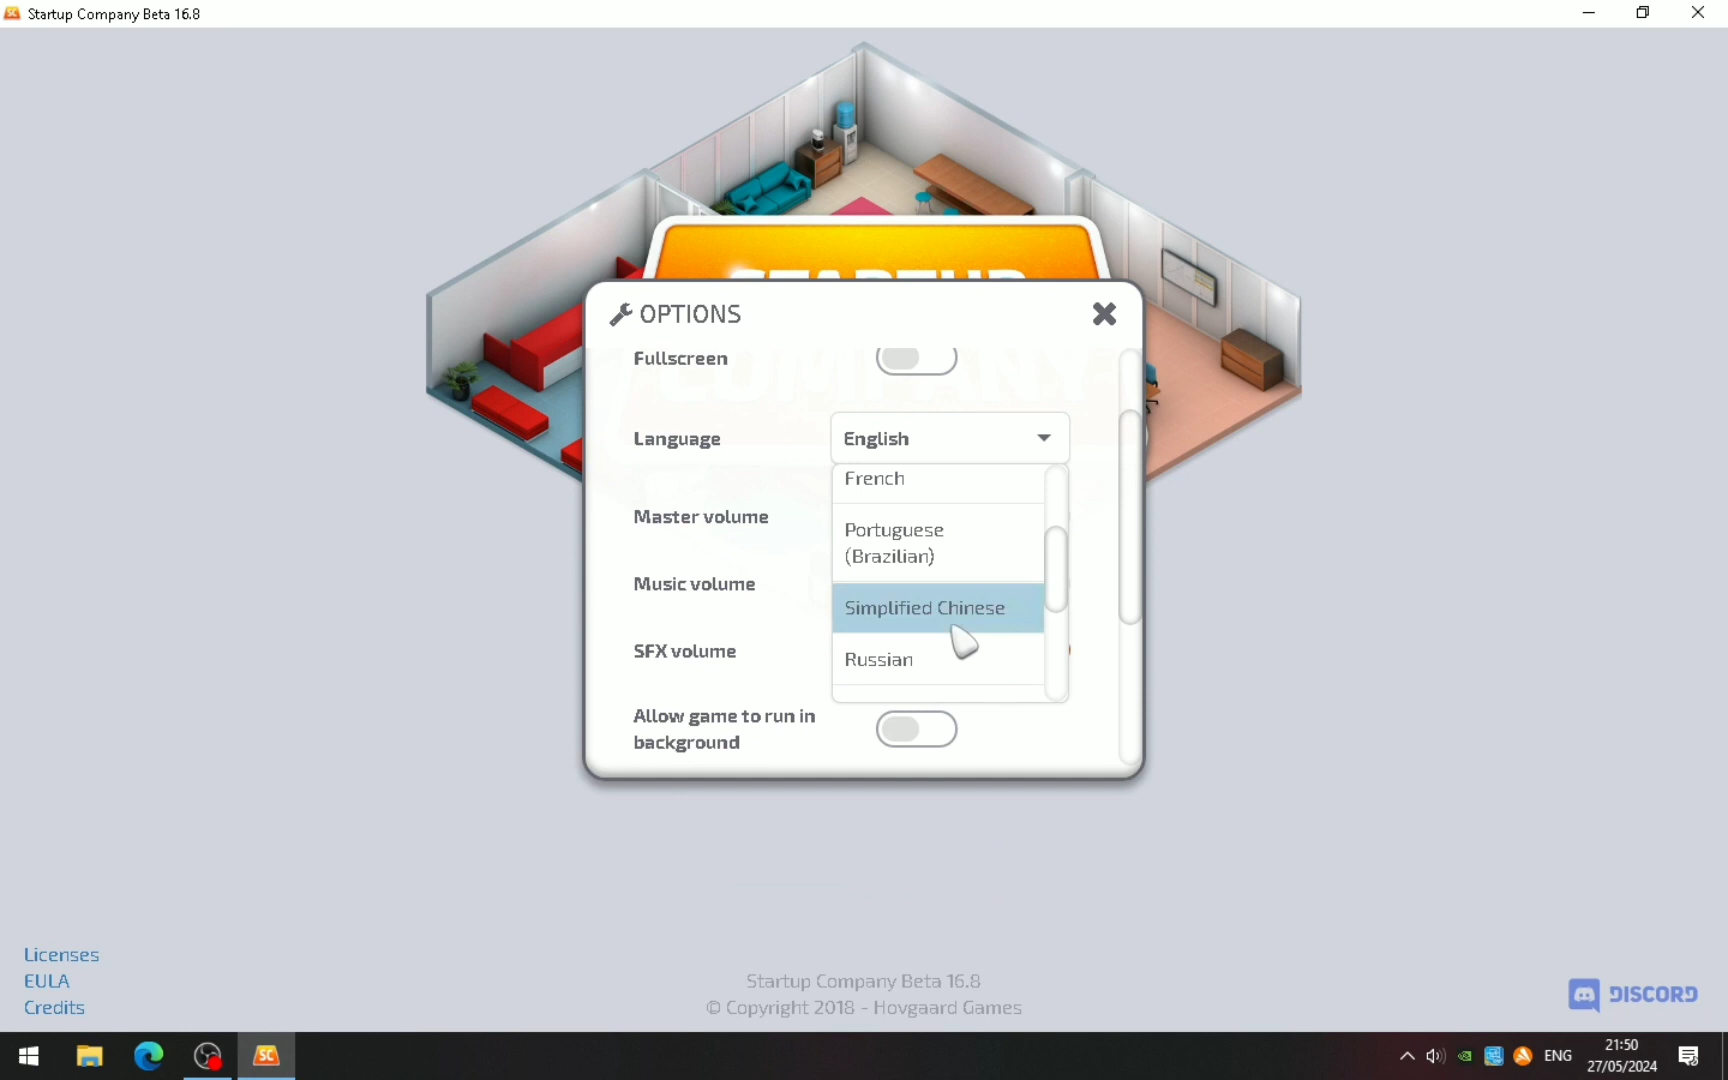 Startup Company Beta 16.8
OPTIONS
Fullscreen
COMPANY
Language
English
French
Master volume
Portuguese
(Brazilian)
Music volume
Simplified Chinese
SFX volume
Russian
Allow game to run in
background
Licenses
EULA
Credits
Startup Company Beta 16.8
© Copyright 2018 - Hovgaard Games
DISCORD
SC
ENG
21:50
27/05/2024